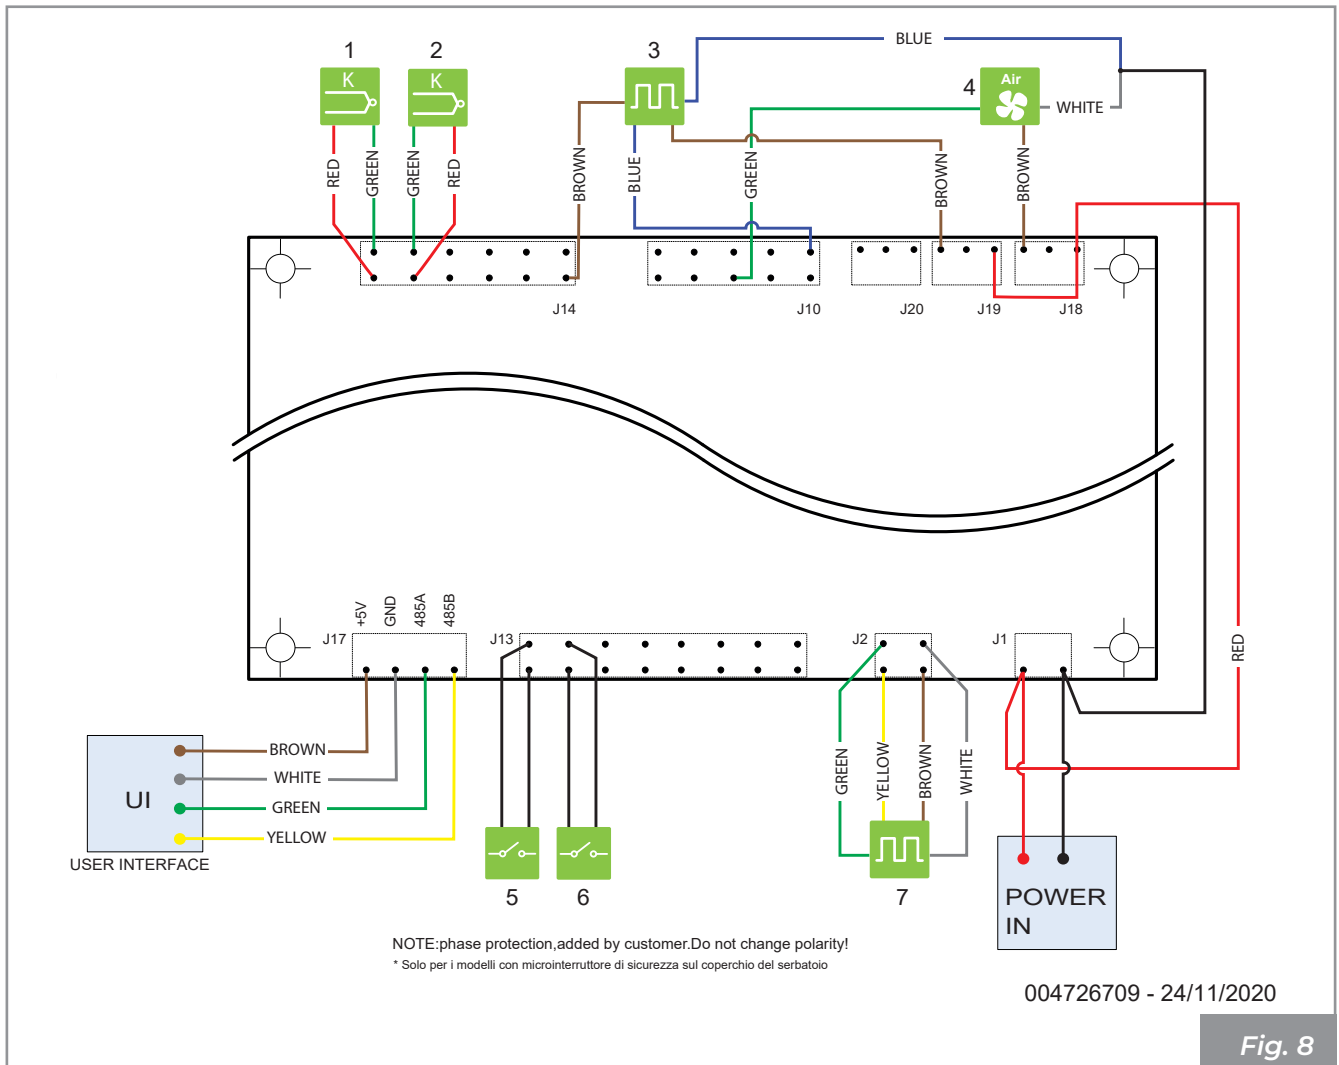 1
2
3
4
K
K
Air
BLUE
WHITE
RED
GREEN
GREEN
RED
BROWN
BLUE
GREEN
BROWN
BROWN
J14
J10
J20
J19
J18
RED
+5V
GND
485A
485B
J17
J13
J2
J1
BROWN
WHITE
GREEN
YELLOW
UI
USER INTERFACE
GREEN
YELLOW
BROWN
WHITE
5
6
7
POWER
IN
NOTE:phase protection,added by customer.Do not change polarity!
* Solo per i modelli con microinterruttore di sicurezza sul coperchio del serbatoio
004726709 - 24/11/2020
Fig. 8